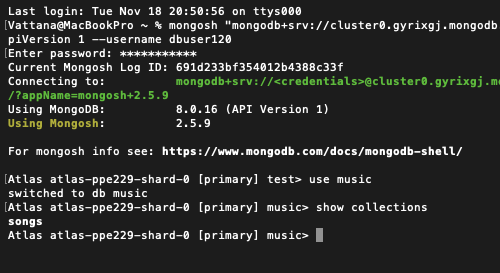 Last login: Tue Nov 18 20:50:56 on ttys000
[Vattana@MacBookPro ~ % mongosh "mongodb+srv://cluster0.gyrixgj.mongodb
piVersion 1 --username dbuser120
[Enter password: ***********
Current Mongosh Log ID: 691d233bf354012b4388c33f
Connecting to: mongodb+srv://<credentials>@cluster0.gyrixgj.mo
/?appName=mongosh+2.5.9
Using MongoDB: 8.0.16 (API Version 1)
Using Mongosh: 2.5.9
For mongosh info see: https://www.mongodb.com/docs/mongodb-shell/
[Atlas atlas-ppe229-shard-0 [primary] test> use music
switched to db music
[Atlas atlas-ppe229-shard-0 [primary] music> show collections
songs
Atlas atlas-ppe229-shard-0 [primary] music>